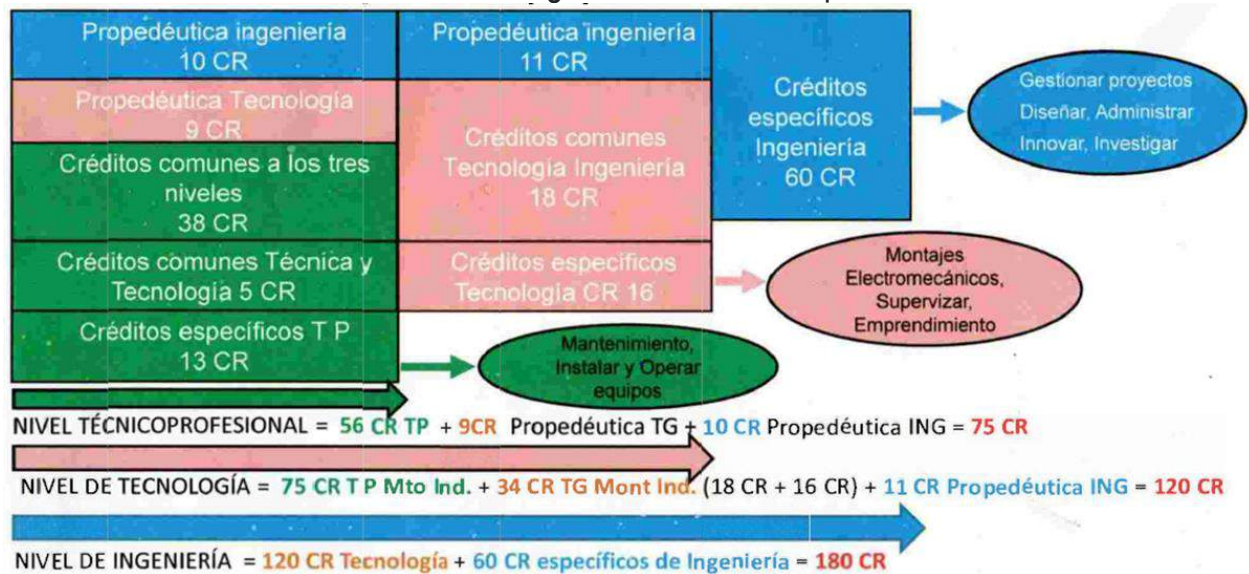 Propedéutica ingeniería
10 CR
Propedéutica Tecnología
9 CR
Créditos comunes a los tres
niveles
38 CR
Créditos comunes Técnica y
Tecnología 5 CR
Créditos específicos T P
13 CR
Propedéutica ingeniería
11 CR
Créditos comunes
Tecnología Ingeniería
18 CR
Créditos específicos
Tecnología CR 16
Créditos
específicos
Ingeniería
60 CR
Gestionar proyectos
Diseñar, Administrar
Innovar, Investigar
Montajes
Electromecánicos,
Supervizar,
Emprendimiento
Mantenimiento,
Instalar y Operar
equipos
NIVEL TÉCNICOPROFESIONAL = 56 CR TP + 9CR Propedéutica TG + 10 CR Propedéutica ING = 75 CR
NIVEL DE TECNOLOGÍA = 75 CR T P Mto Ind. + 34 CR TG Mont Ind. (18 CR + 16 CR) + 11 CR Propedéutica ING = 120 CR
NIVEL DE INGENIERÍA = 120 CR Tecnología + 60 CR específicos de Ingeniería = 180 CR